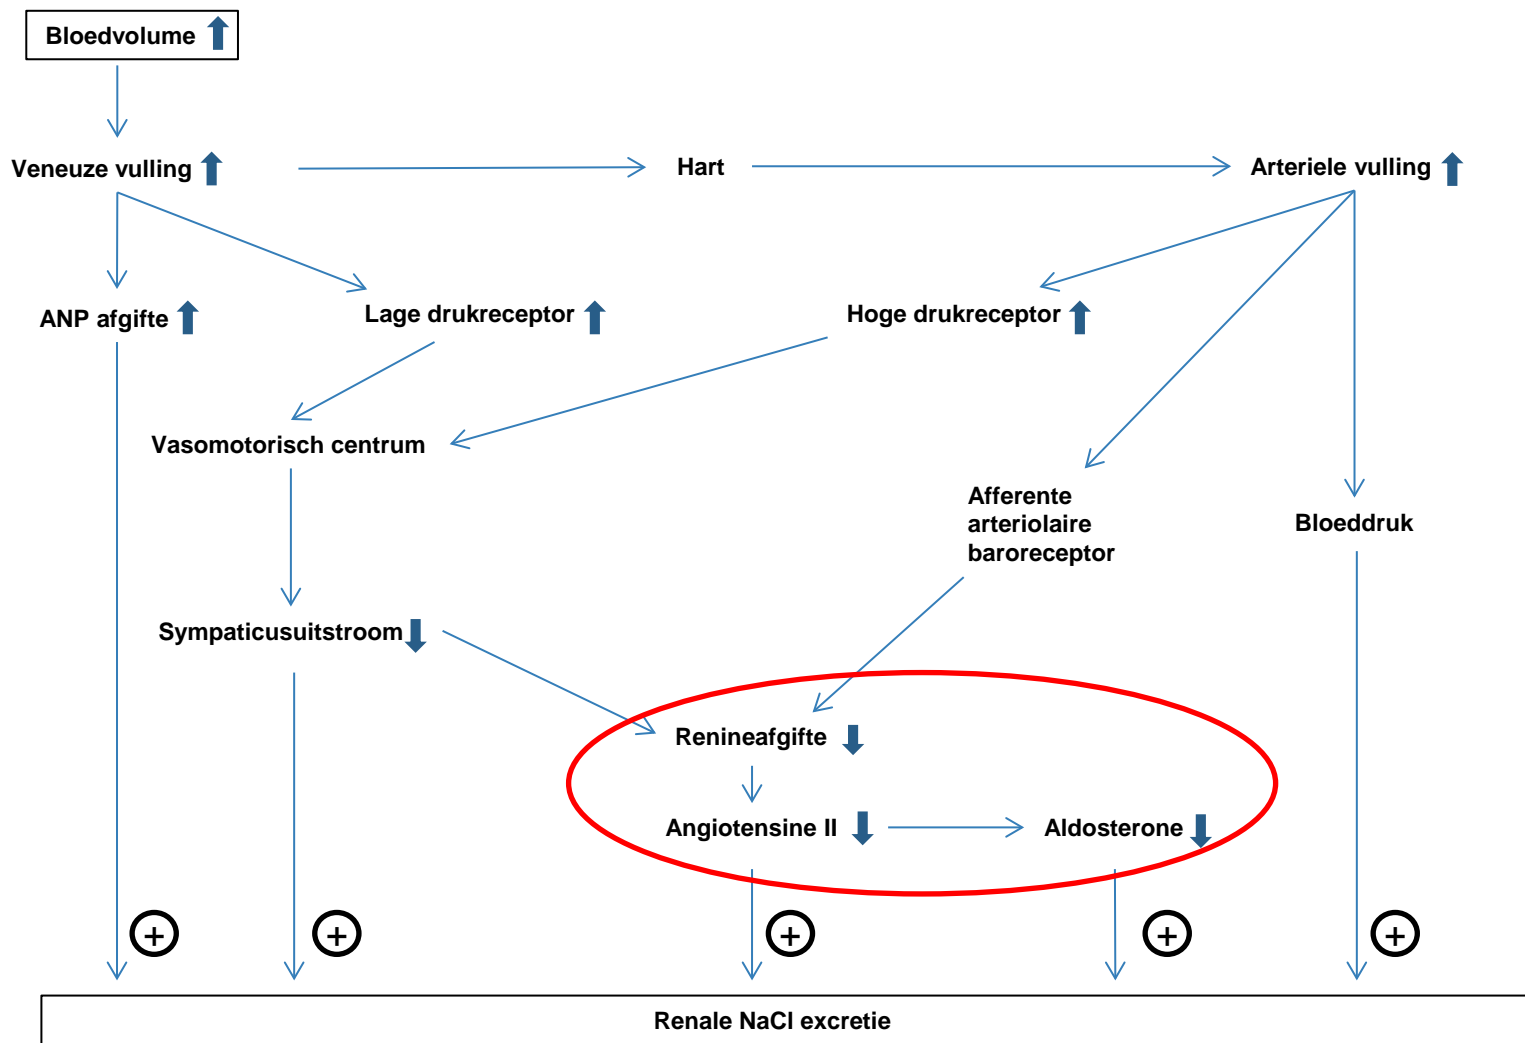 Bloedvolume
Veneuze vulling
Hart
Arteriele vulling
ANP afgifte
Lage drukreceptor
Hoge drukreceptor
Vasomotorisch centrum
Afferente
arteriolaire
baroreceptor
Bloeddruk
Sympaticusuitstroom
Renineafgifte
Angiotensine II
Aldosterone
+
+
+
+
+
Renale NaCl excretie